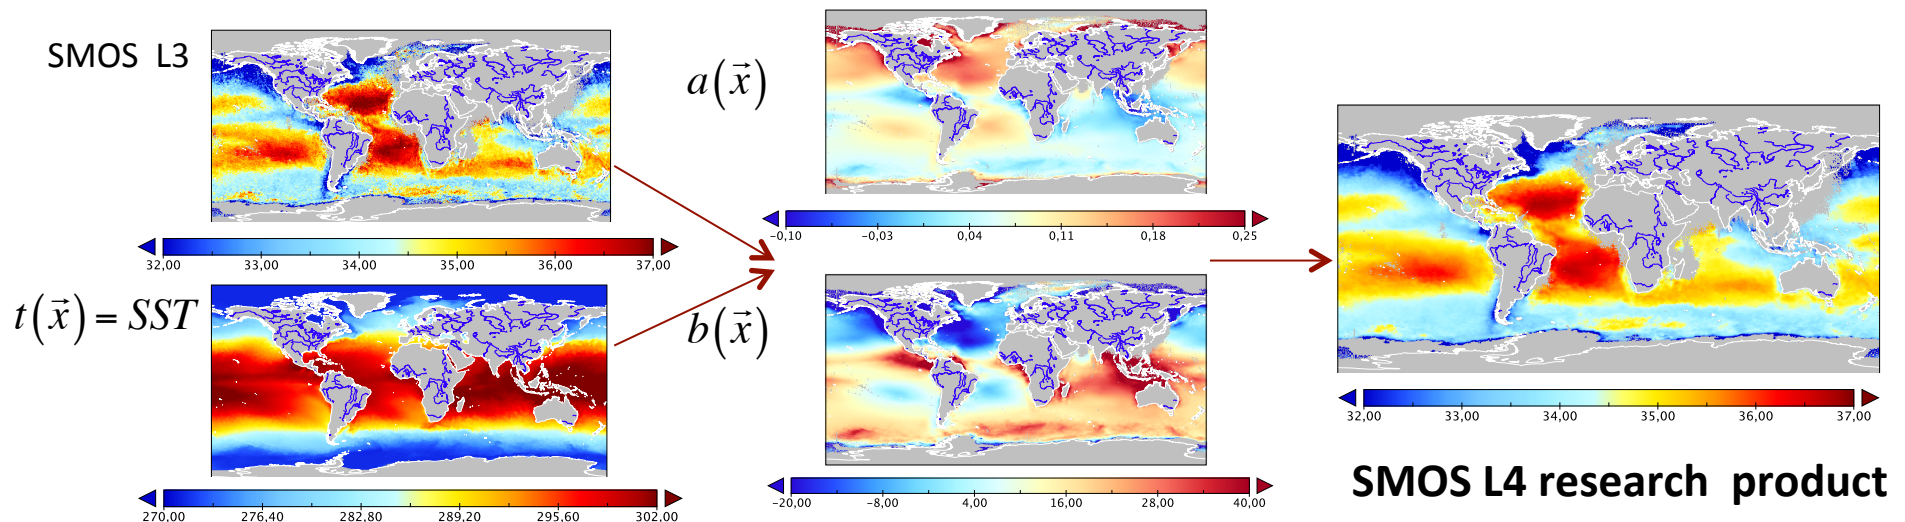 SMOS L3
32,00 33,00 34,00 35,00 36,00 37,00
t(x⃗) = SST
270,00 276,40 282,80 289,20 295,60 302,00
a(x⃗)
−0,10 −0,03 0,04 0,11 0,18 0,25
b(x⃗)
−20,00 −8,00 4,00 16,00 28,00 40,00
32,00 33,00 34,00 35,00 36,00 37,00
SMOS L4 research product